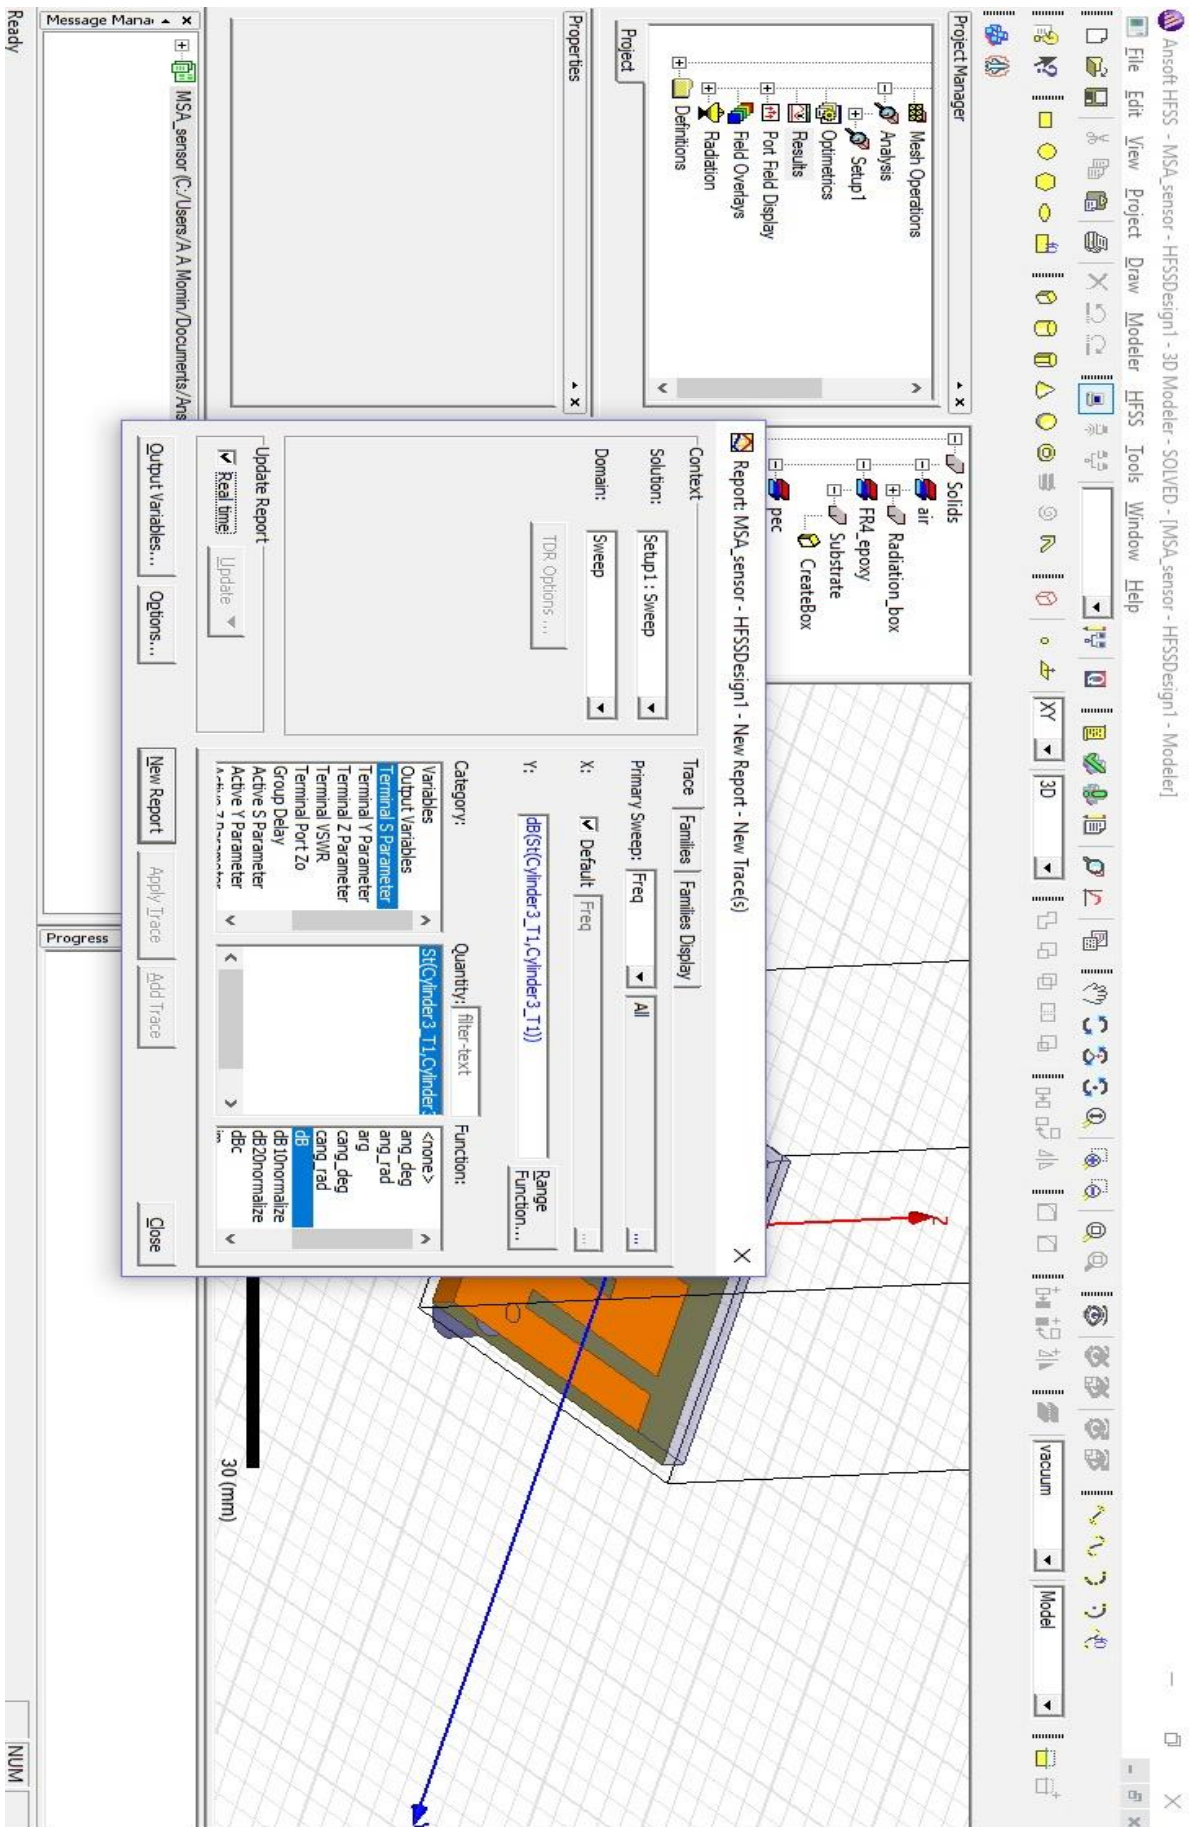 Ansoft HFSS - MSA_sensor - HFSSDesign1 - 3D Modeler - SOLVED - [MSA_sensor - HFSSDesign1 - Modeler]
File Edit View Project Draw Modeler HFSS Tools Window Help
vacuum
Model
XY
3D
Project Manager
Mesh Operations
Analysis
Setup1
Optimetrics
Results
Port Field Display
Field Overlays
Radiation
Definitions
Project
Properties
Solids
air
Radiation_box
FR4_epoxy
Substrate
CreateBox
pec
Report: MSA_sensor - HFSSDesign1 - New Report - New Trace(s)
Context
Solution:
Setup1 : Sweep
Domain:
Sweep
TDR Options ...
Update Report
Real time
Update
Output Variables...
Options...
Trace
Families
Families Display
Primary Sweep:
Freq
All
...
X:
Default
Freq
...
Y:
dB(St(Cylinder3_T1,Cylinder3_T1))
Range
Function...
Category:
Variables
Output Variables
Terminal S Parameter
Terminal Y Parameter
Terminal Z Parameter
Terminal VSWR
Terminal Port Zo
Group Delay
Active S Parameter
Active Y Parameter
Active Z Parameter
Quantity:
filter-text
St(Cylinder3_T1,Cylinder3
Function:
<none>
ang_deg
ang_rad
arg
cang_deg
cang_rad
dB
dB10normalize
dB20normalize
dBc
im
New Report
Apply Trace
Add Trace
Close
Z
30 (mm)
Message Mana
MSA_sensor (C:/Users/A A Momin/Documents/Ans
Progress
Ready
NUM